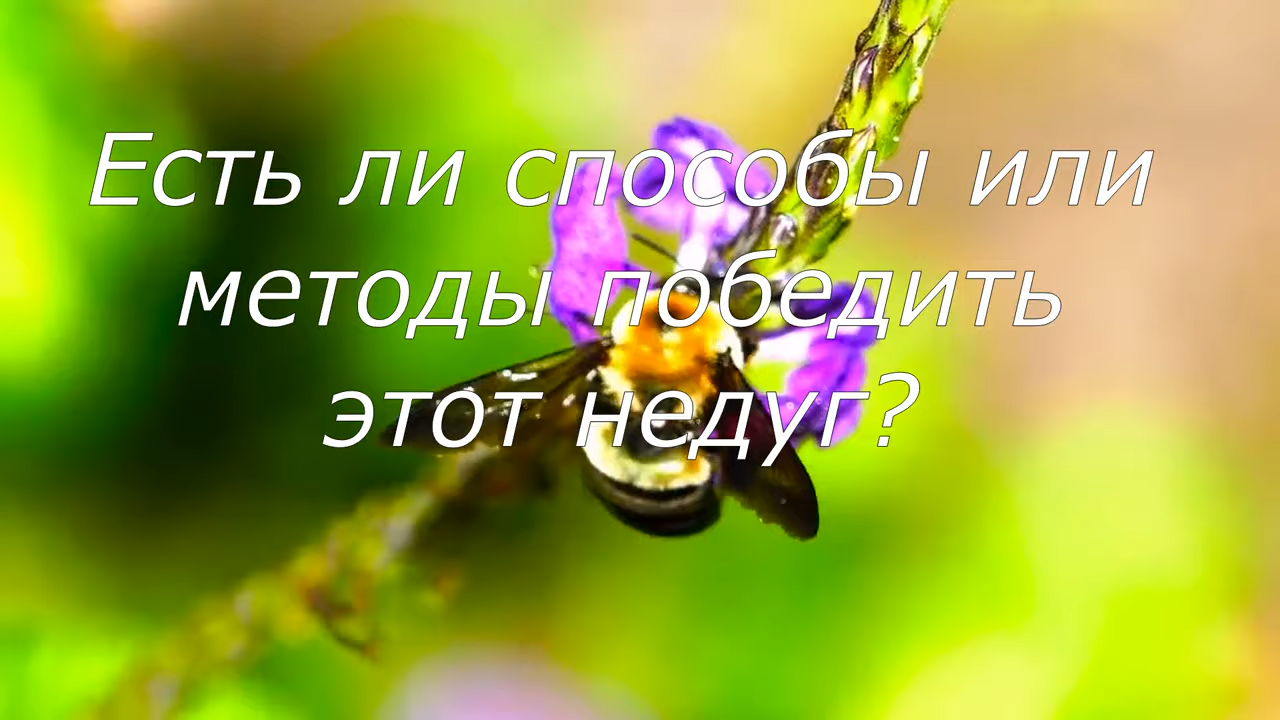 Есть ли способы или
методы победить
этот недуг?